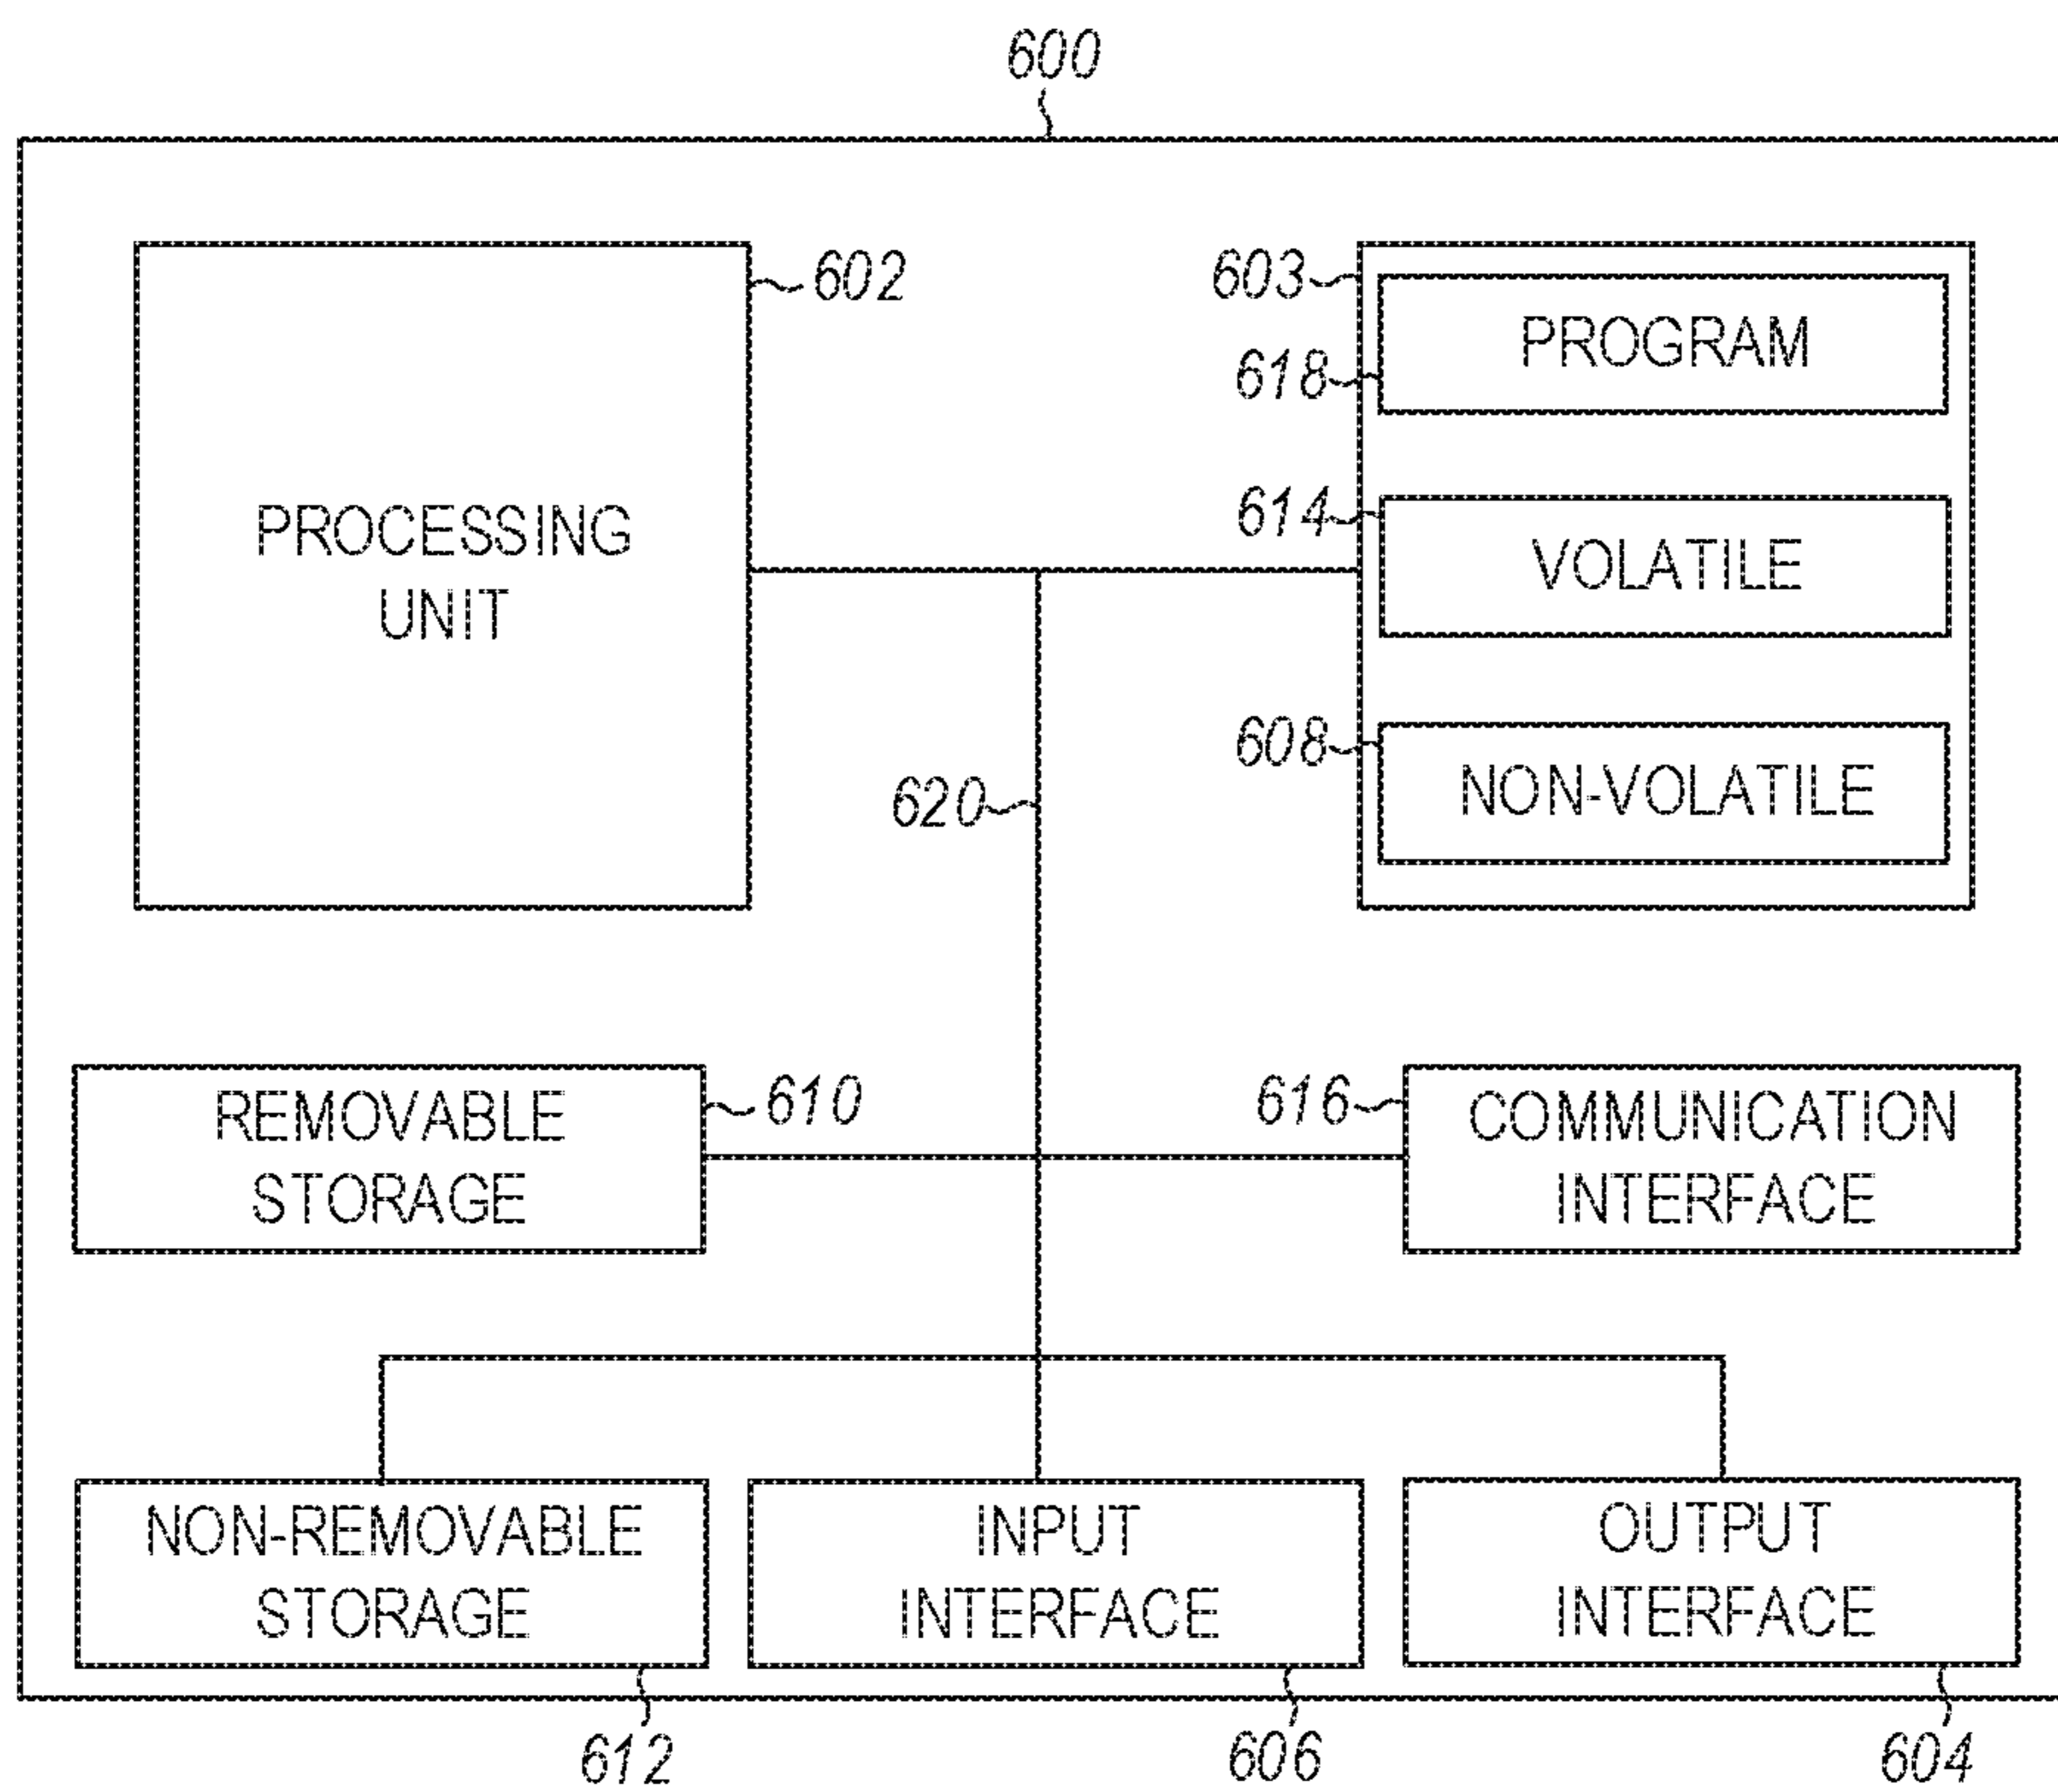 600
602
603
PROGRAM
618
614
VOLATILE
PROCESSING
UNIT
608
NON-VOLATILE
620
REMOVABLE
STORAGE
610
616
COMMUNICATION
INTERFACE
NON-REMOVABLE
STORAGE
INPUT
INTERFACE
OUTPUT
INTERFACE
612
606
604